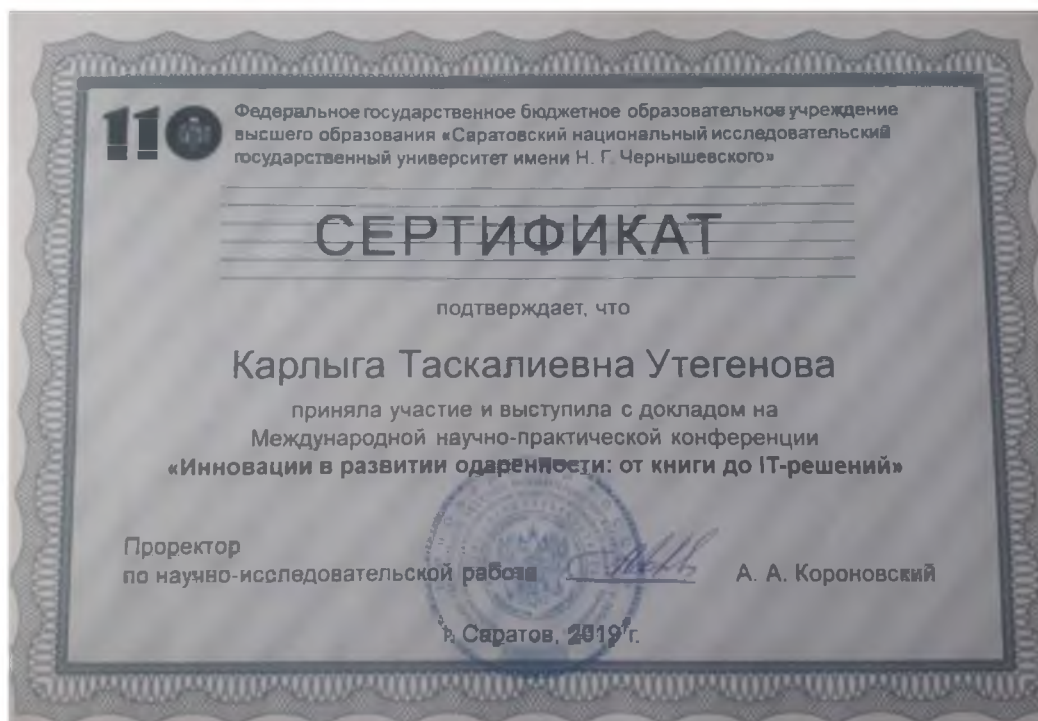 110
Федеральное государственное бюджетное образовательное учреждение
высшего образования «Саратовский национальный исследовательский
государственный университет имени Н. Г. Чернышевского»
СЕРТИФИКАТ
подтверждает, что
Карлыга Таскалиевна Утегенова
приняла участие и выступила с докладом на
Международной научно-практической конференции
«Инновации в развитии одаренности: от книги до IT-решений»
Проректор
по научно-исследовательской работе
А. А. Короновский
г. Саратов, 2019 г.